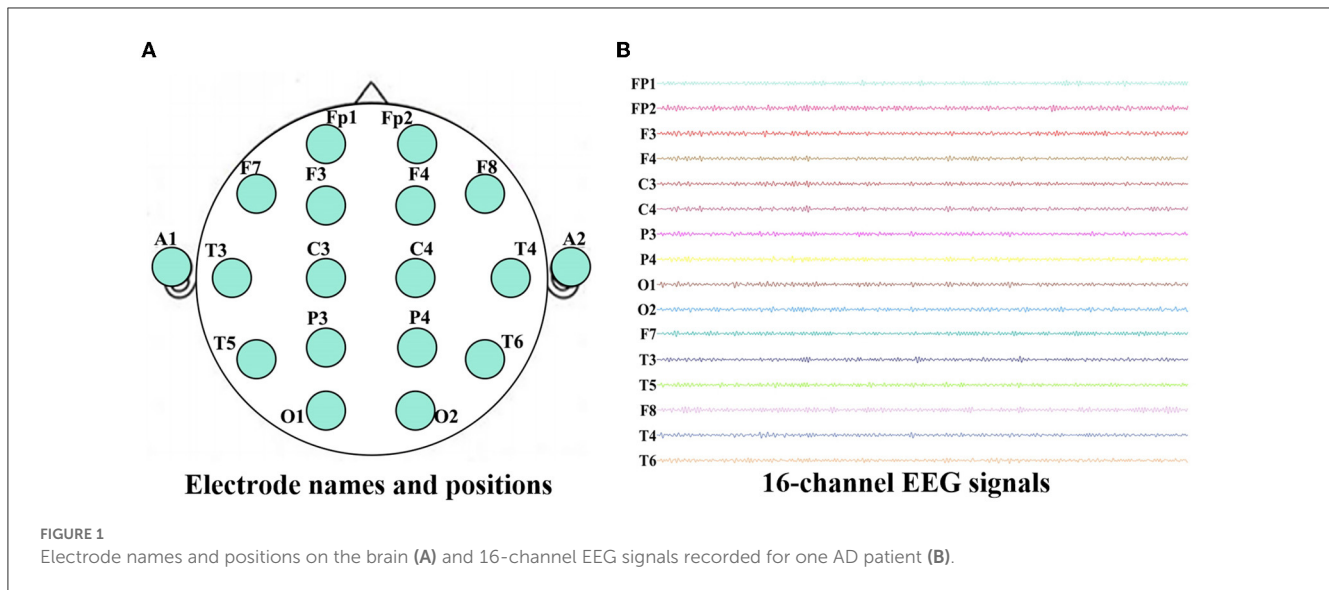 A
Fp1 Fp2
F7 F3 F4 F8
A1 T3 C3 C4 T4 A2
T5 P3 P4 T6
O1 O2
Electrode names and positions
B
FP1
FP2
F3
F4
C3
C4
P3
P4
O1
O2
F7
T3
T5
F8
T4
T6
16-channel EEG signals
FIGURE 1
Electrode names and positions on the brain (A) and 16-channel EEG signals recorded for one AD patient (B).